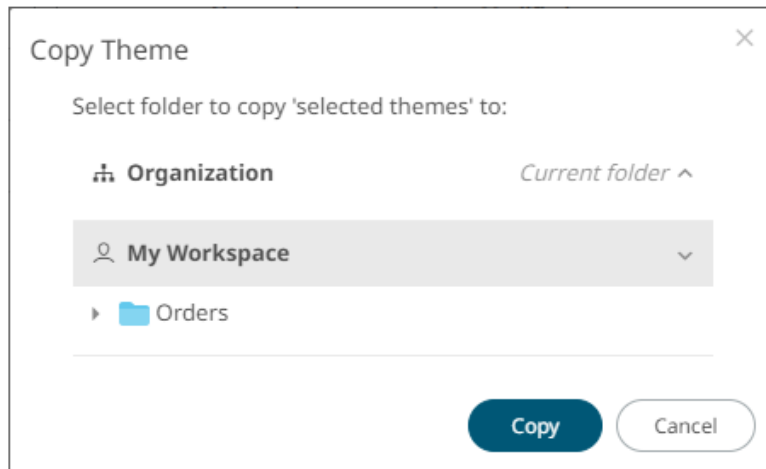 Copy Theme
Select folder to copy 'selected themes' to:
Organization Current folder
My Workspace
Orders
Copy Cancel